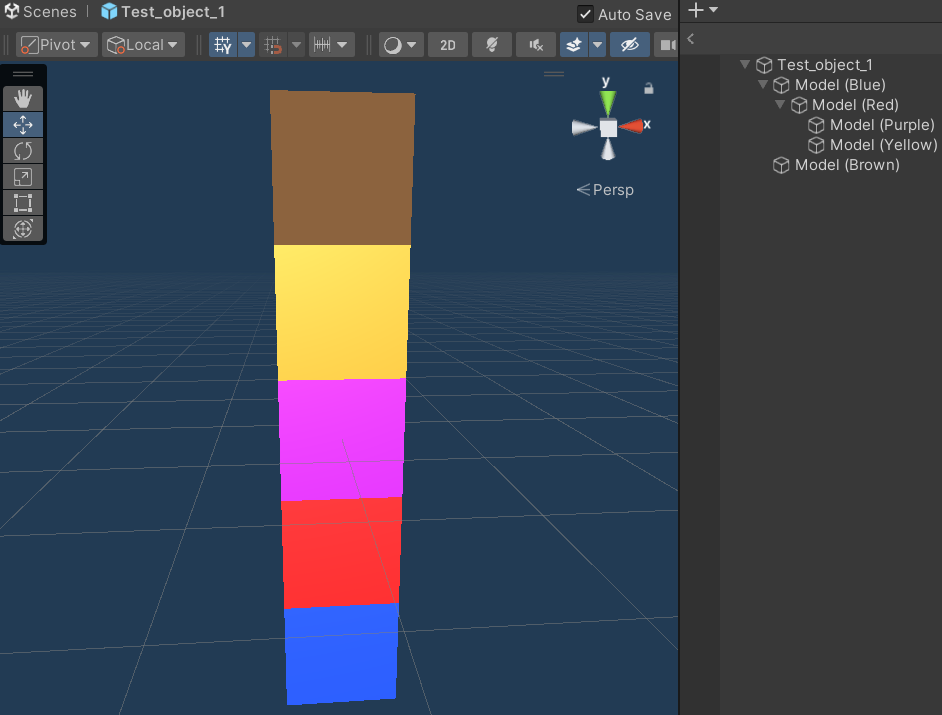 Scenes | Test_object_1
Auto Save
Pivot Local 2D
y
x
Persp
Test_object_1
Model (Blue)
Model (Red)
Model (Purple)
Model (Yellow)
Model (Brown)